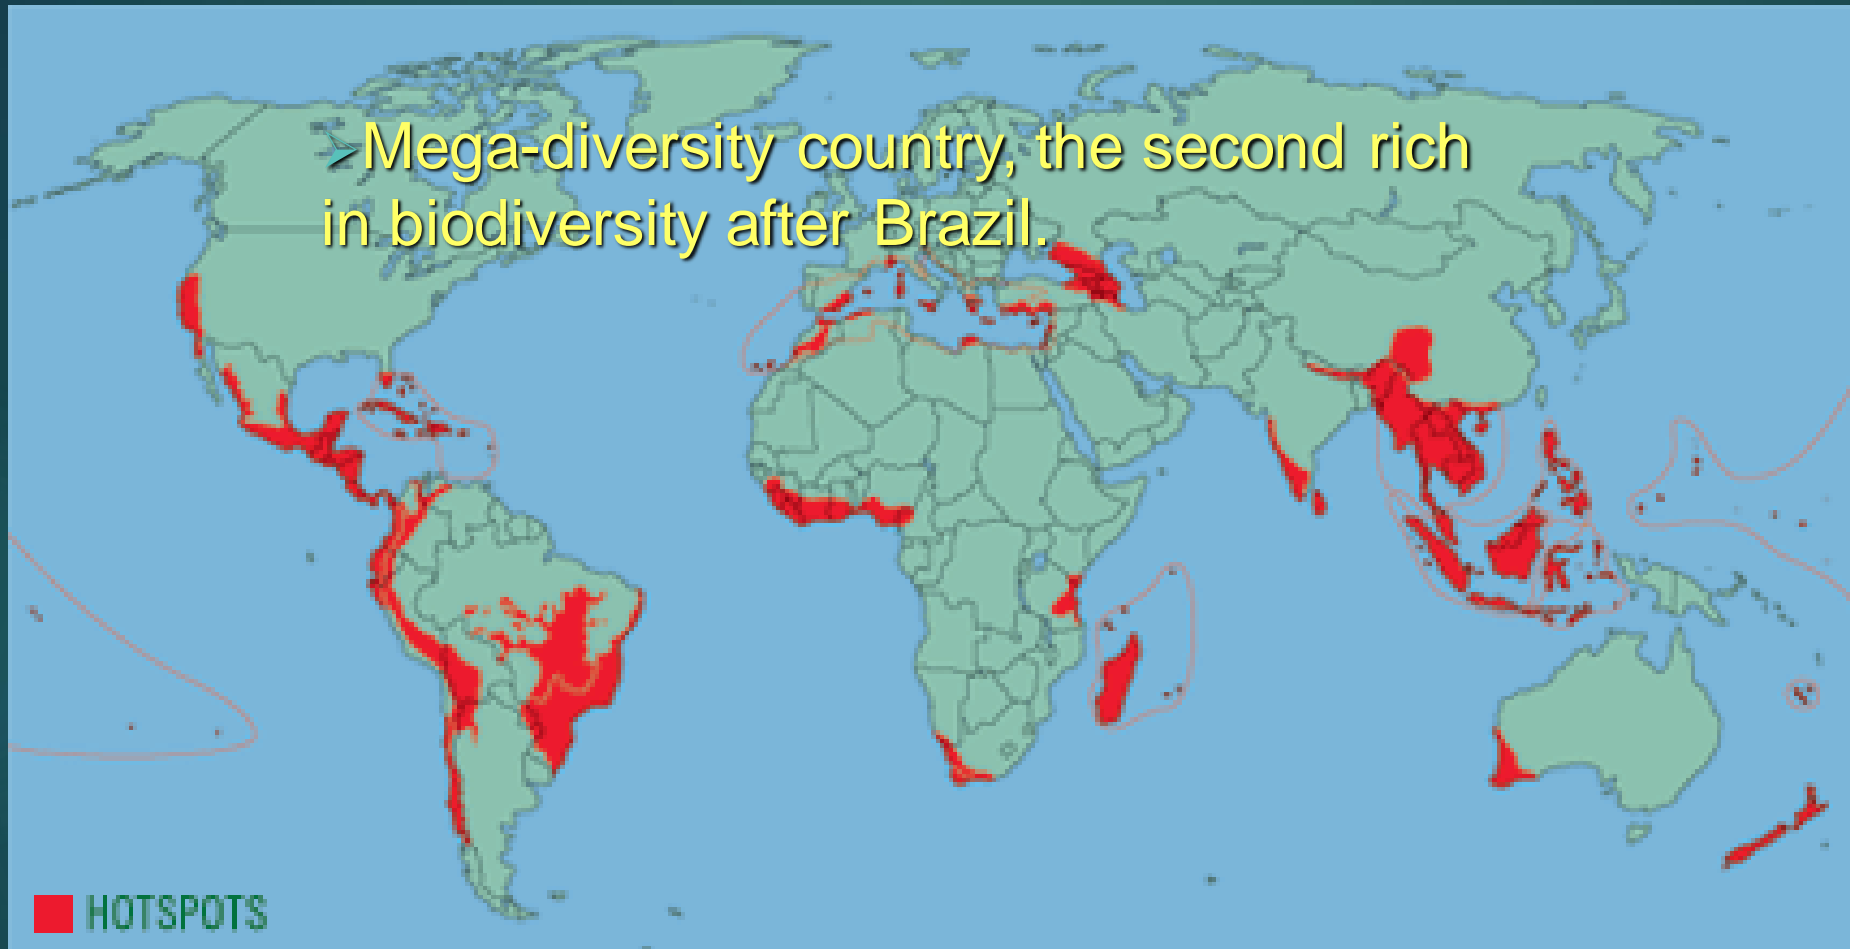 ➢Mega-diversity country, the second rich
in biodiversity after Brazil.
HOTSPOTS